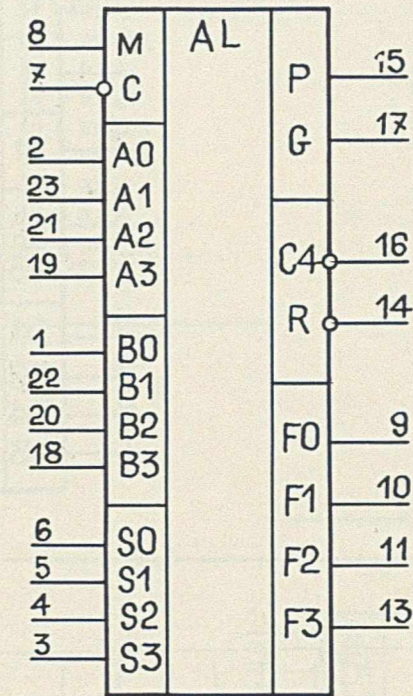 AL
8 M
7 C
2 A0
23 A1
21 A2
19 A3
1 B0
22 B1
20 B2
18 B3
6 S0
5 S1
4 S2
3 S3
P 15
G 17
C4 16
R 14
F0 9
F1 10
F2 11
F3 13